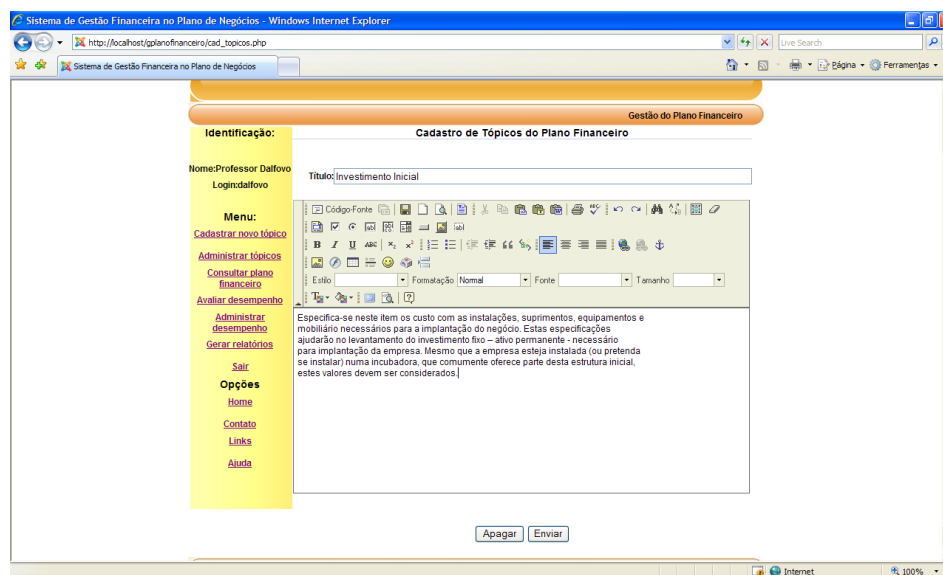 Sistema de Gestão Financeira no Plano de Negócios - Windows Internet Explorer
http://localhost/gplanofinanceiro/cad_topicos.php
Live Search
Sistema de Gestão Financeira no Plano de Negócios
Página
Ferramentas
Gestão do Plano Financeiro
Identificação:
Nome:Professor Dalfovo
Login:dalfovo
Menu:
Cadastrar novo tópico
Administrar tópicos
Consultar plano
financeiro
Avaliar desempenho
Administrar
desempenho
Gerar relatórios
Sair
Opções
Home
Contato
Links
Ajuda
Cadastro de Tópicos do Plano Financeiro
Título: Investimento Inicial
Código-Fonte
B I U ABC x₂ x²
Estilo Formatação Normal Fonte Tamanho
Especifica-se neste item os custo com as instalações, suprimentos, equipamentos e
mobiliário necessários para a implantação do negócio. Estas especificações
ajudarão no levantamento do investimento fixo – ativo permanente - necessário
para implantação da empresa. Mesmo que a empresa esteja instalada (ou pretenda
se instalar) numa incubadora, que comumente oferece parte desta estrutura inicial,
estes valores devem ser considerados.
Apagar Enviar
Internet 100%